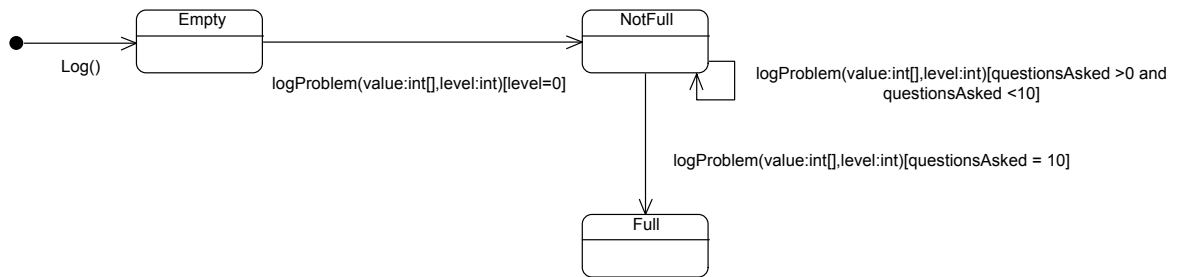 Empty
NotFull
Log()
logProblem(value:int[],level:int)[level=0]
logProblem(value:int[],level:int)[questionsAsked >0 and
questionsAsked <10]
logProblem(value:int[],level:int)[questionsAsked = 10]
Full